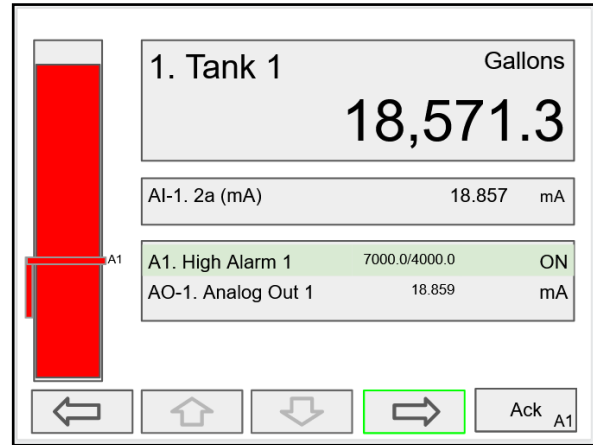 1. Tank 1 Gallons
18,571.3
AI-1. 2a (mA) 18.857 mA
A1
A1. High Alarm 1 7000.0/4000.0 ON
AO-1. Analog Out 1 18.859 mA
Ack A1